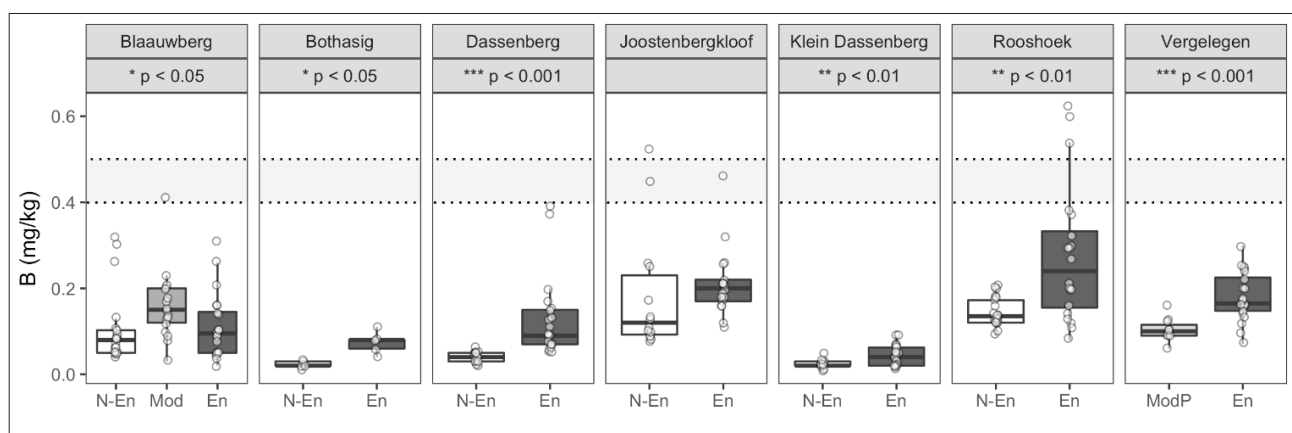 Blaauwberg Bothasig Dassenberg Joostenbergkloof Klein Dassenberg Rooshoek Vergelegen
* p < 0.05 * p < 0.05 *** p < 0.001 ** p < 0.01 ** p < 0.01 *** p < 0.001
B (mg/kg)
0.6
0.4
0.2
0.0
N-En Mod En N-En En N-En En N-En En N-En En N-En En ModP En